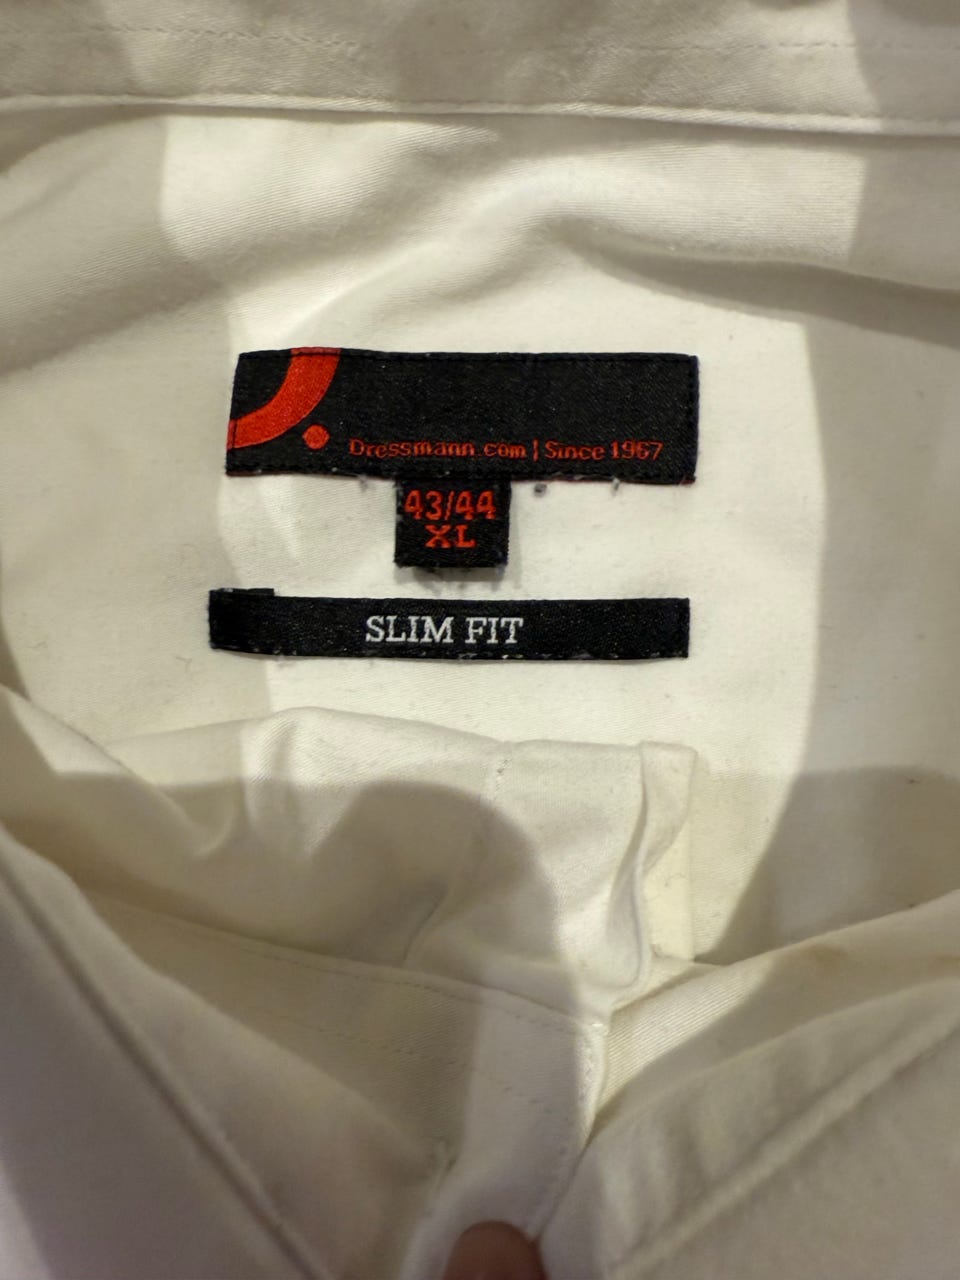 Dressmann.com | Since 1967
43/44
XL
SLIM FIT